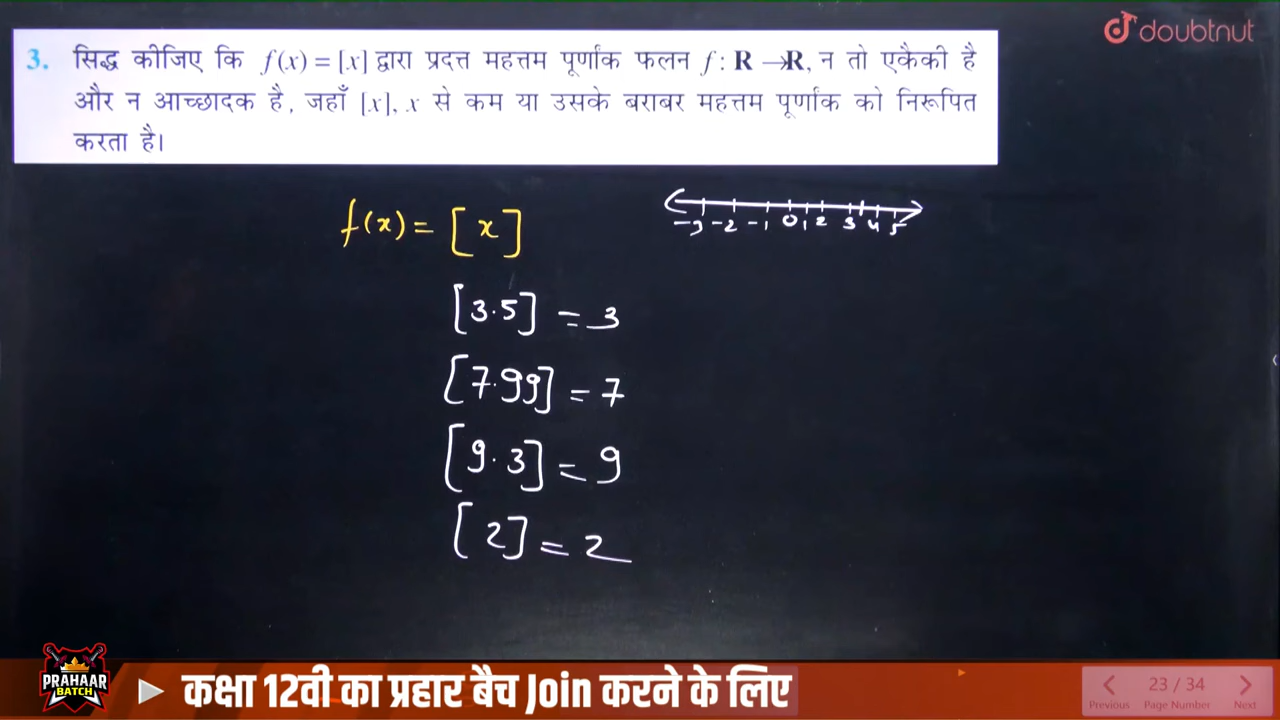 doubtnut
3. सिद्ध कीजिए कि f(x) = [x] द्वारा प्रदत्त महत्तम पूर्णांक फलन f : R → R, न तो एकैकी है
और न आच्छादक है, जहाँ [x], x से कम या उसके बराबर महत्तम पूर्णांक को निरूपित
करता है।
f(x) = [x]
-3 -2 -1 0 1 2 3 4 5
[3.5] = 3
[7.99] = 7
[9.3] = 9
[2] = 2
PRAHAAR
BATCH
कक्षा 12वी का प्रहार बैच Join करने के लिए
23 / 34
Previous Page Number Next